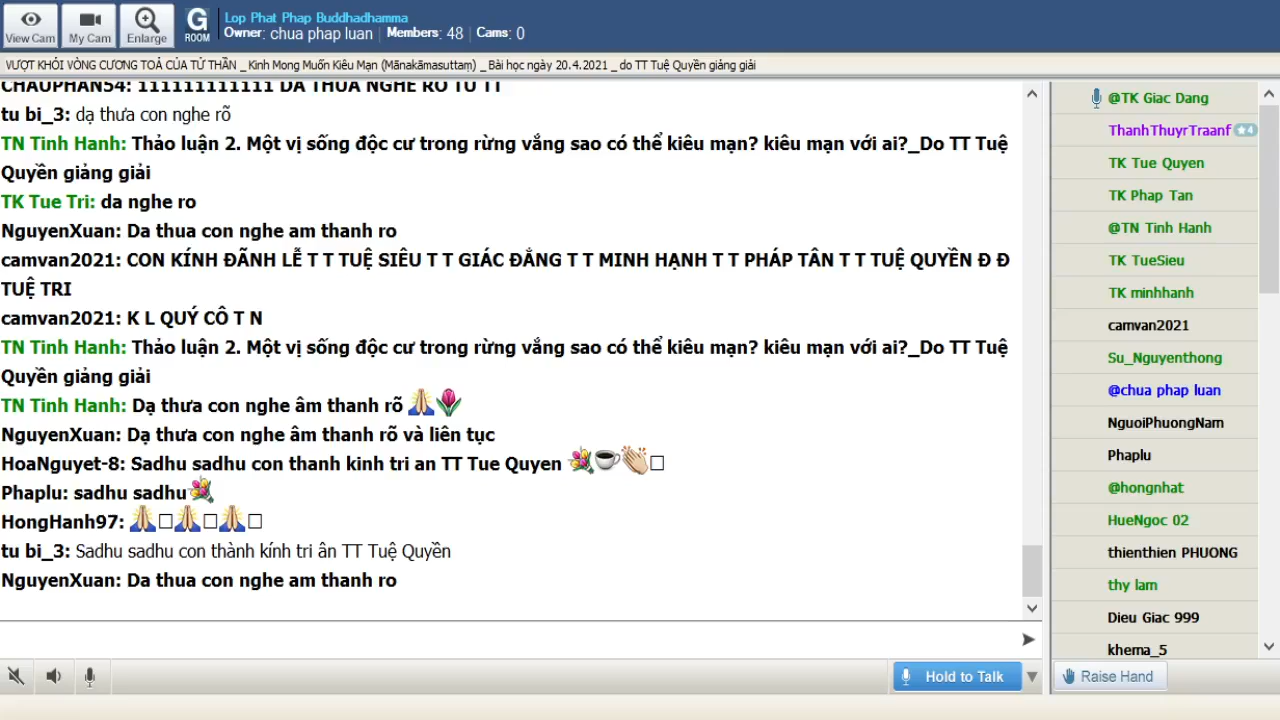 View Cam
My Cam
Enlarge
G
ROOM
Lop Phat Phap Buddhadhamma
Owner: chua phap luan | Members: 48 | Cams: 0
VƯỢT KHỎI VÒNG CƯƠNG TOẢ CỦA TỬ THẦN _ Kinh Mong Muốn Kiêu Mạn (Mānakāmasuttaṃ) _ Bài học ngày 20.4.2021 _ do TT Tuệ Quyền giảng giải
CHAUPHAN54: 111111111111 DA THUA NGHE RO TU TT
tu bi_3: dạ thưa con nghe rõ
TN Tinh Hanh: Thảo luận 2. Một vị sống độc cư trong rừng vắng sao có thể kiêu mạn? kiêu mạn với ai?_Do TT Tuệ
Quyền giảng giải
TK Tue Tri: da nghe ro
NguyenXuan: Da thua con nghe am thanh ro
camvan2021: CON KÍNH ĐÃNH LỄ T T TUỆ SIÊU T T GIÁC ĐẲNG T T MINH HẠNH T T PHÁP TÂN T T TUỆ QUYỀN Đ Đ
TUỆ TRI
camvan2021: K L QUÝ CÔ T N
TN Tinh Hanh: Thảo luận 2. Một vị sống độc cư trong rừng vắng sao có thể kiêu mạn? kiêu mạn với ai?_Do TT Tuệ
Quyền giảng giải
TN Tinh Hanh: Dạ thưa con nghe âm thanh rõ 🙏🌷
NguyenXuan: Dạ thưa con nghe âm thanh rõ và liên tục
HoaNguyet-8: Sadhu sadhu con thanh kinh tri an TT Tue Quyen 💐☕👏🏻
Phaplu: sadhu sadhu💐
HongHanh97: 🙏🙏🙏
tu bi_3: Sadhu sadhu con thành kính tri ân TT Tuệ Quyền
NguyenXuan: Da thua con nghe am thanh ro
Hold to Talk
@TK Giac Dang
ThanhThuyrTraanf ★4
TK Tue Quyen
TK Phap Tan
@TN Tinh Hanh
TK TueSieu
TK minhhanh
camvan2021
Su_Nguyenthong
@chua phap luan
NguoiPhuongNam
Phaplu
@hongnhat
HueNgoc 02
thienthien PHUONG
thy lam
Dieu Giac 999
khema_5
Raise Hand